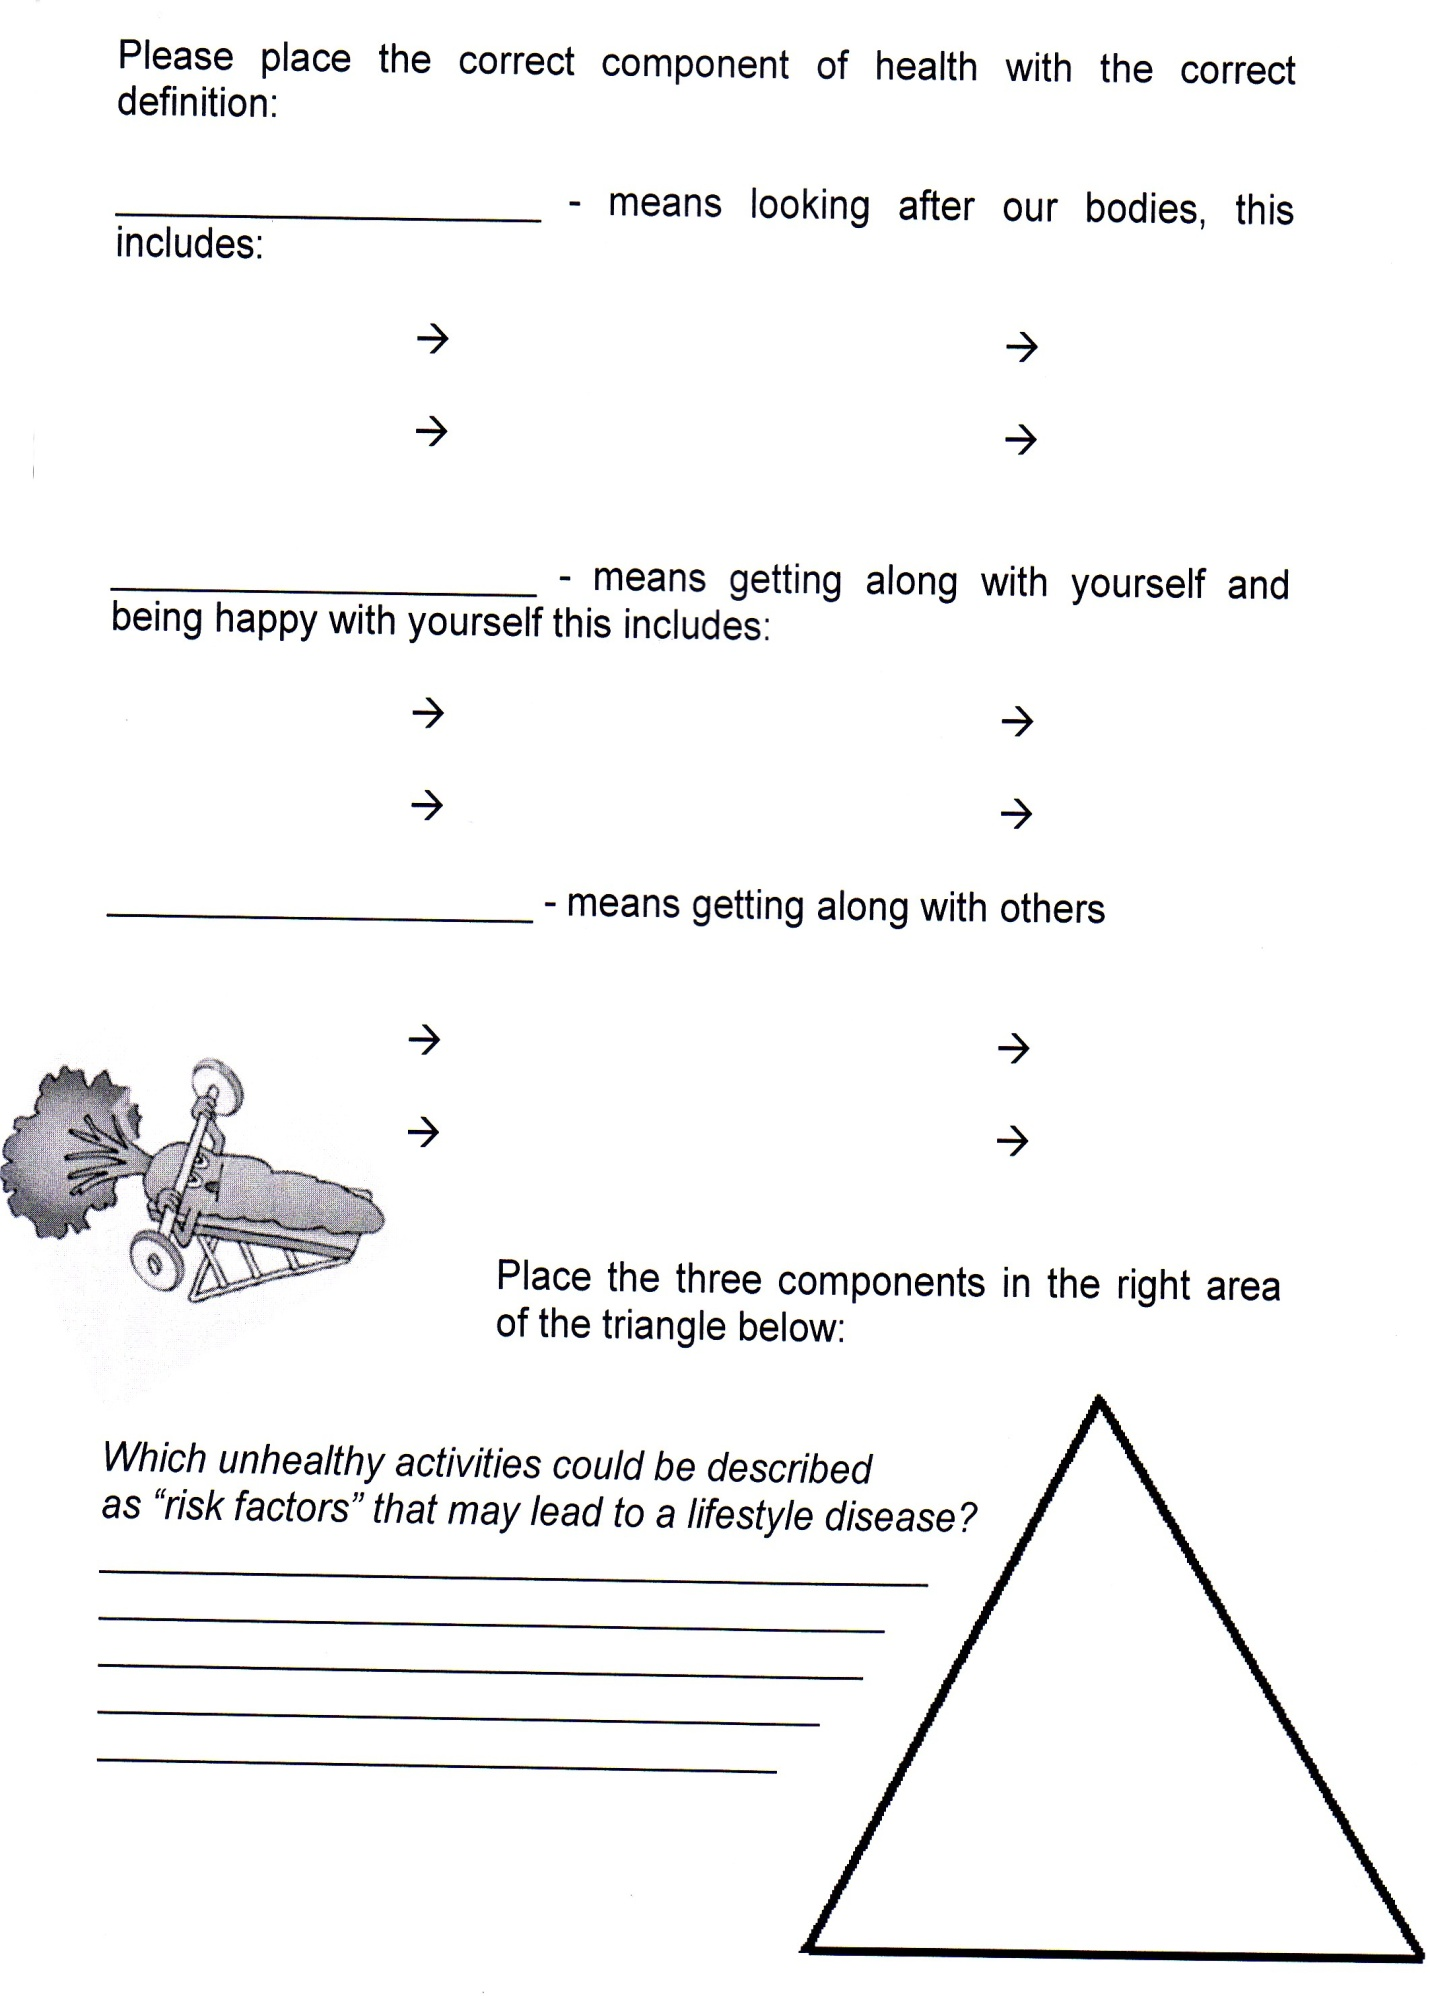 Please place the correct component of health with the correct
definition:
____________________ - means looking after our bodies, this
includes:
→ →
→ →
____________________ - means getting along with yourself and
being happy with yourself this includes:
→ →
→ →
____________________ - means getting along with others
→ →
→ →
Place the three components in the right area
of the triangle below:
Which unhealthy activities could be described
as “risk factors” that may lead to a lifestyle disease?